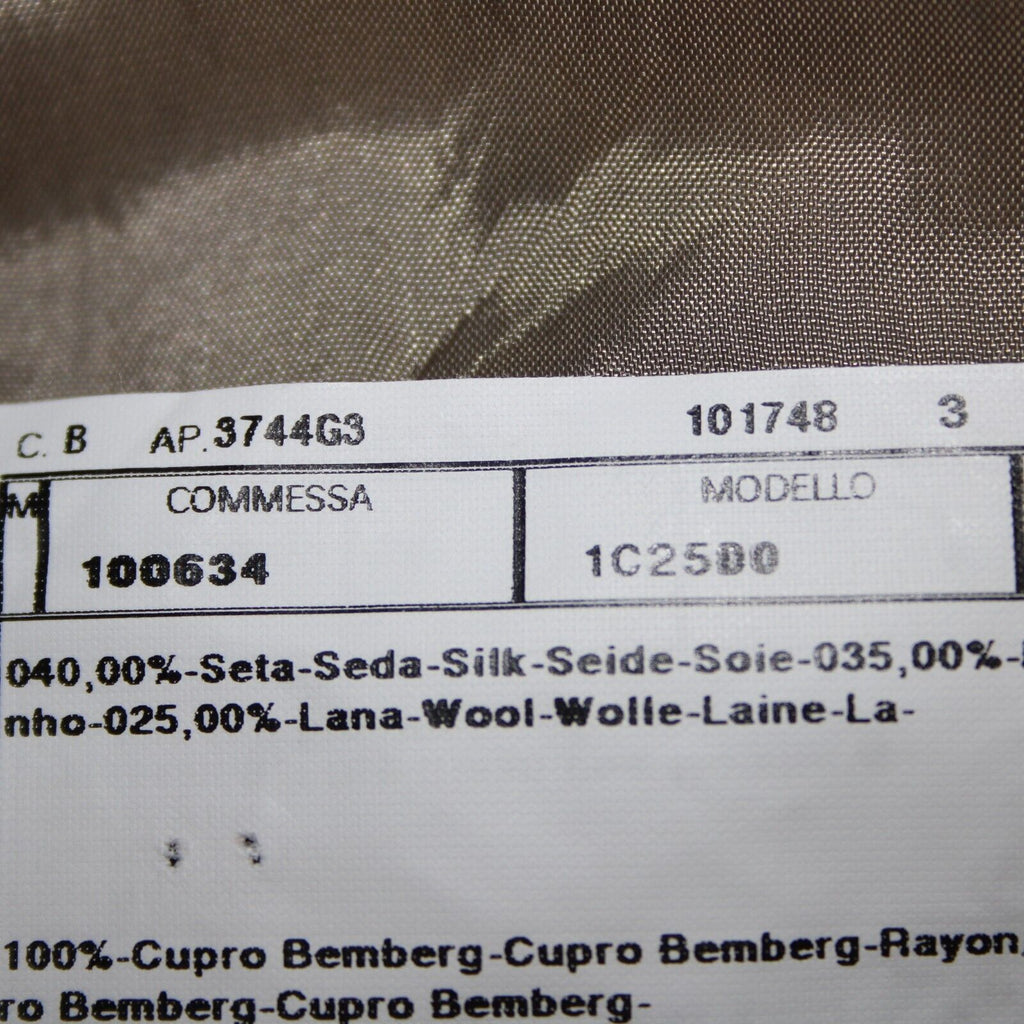 C. B AP. 3744G3 101748 3
M COMMESSA MODELLO
100634 1C25D0
040,00%-Seta-Seda-Silk-Seide-Soie-035,00%-
nho-025,00%-Lana-Wool-Wolle-Laine-La-
100%-Cupro Bemberg-Cupro Bemberg-Rayon
ro Bemberg-Cupro Bemberg-